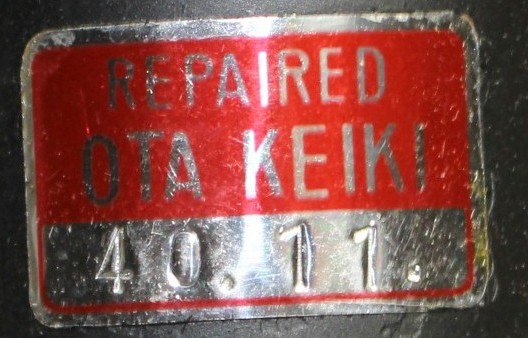 REPAIRED
OTA KEIKI
40.11.